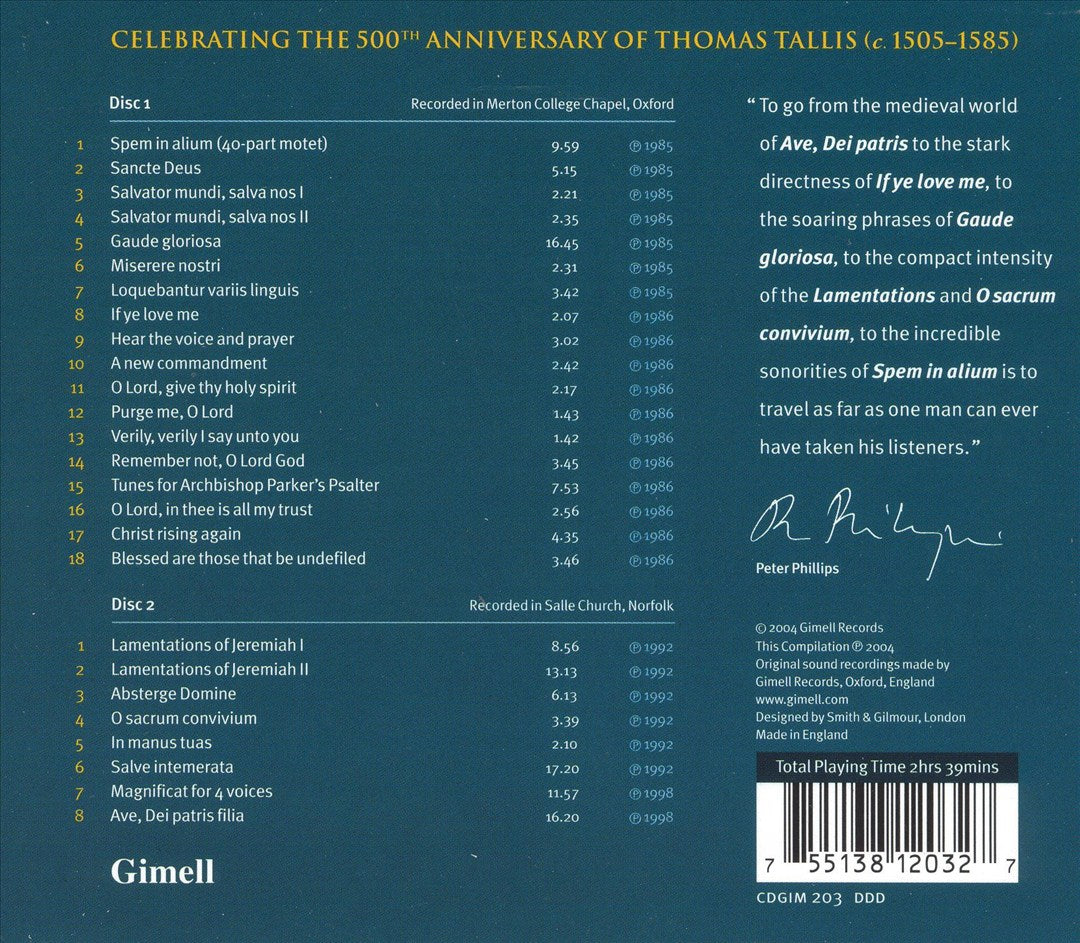 CELEBRATING THE 500TH ANNIVERSARY OF THOMAS TALLIS (c. 1505–1585)
Disc 1 Recorded in Merton College Chapel, Oxford
1 Spem in alium (40-part motet) 9.59 ℗ 1985
2 Sancte Deus 5.15 ℗ 1985
3 Salvator mundi, salva nos I 2.21 ℗ 1985
4 Salvator mundi, salva nos II 2.35 ℗ 1985
5 Gaude gloriosa 16.45 ℗ 1985
6 Miserere nostri 2.31 ℗ 1985
7 Loquebantur variis linguis 3.42 ℗ 1985
8 If ye love me 2.07 ℗ 1986
9 Hear the voice and prayer 3.02 ℗ 1986
10 A new commandment 2.42 ℗ 1986
11 O Lord, give thy holy spirit 2.17 ℗ 1986
12 Purge me, O Lord 1.43 ℗ 1986
13 Verily, verily I say unto you 1.42 ℗ 1986
14 Remember not, O Lord God 3.45 ℗ 1986
15 Tunes for Archbishop Parker's Psalter 7.53 ℗ 1986
16 O Lord, in thee is all my trust 2.56 ℗ 1986
17 Christ rising again 4.35 ℗ 1986
18 Blessed are those that be undefiled 3.46 ℗ 1986
Disc 2 Recorded in Salle Church, Norfolk
1 Lamentations of Jeremiah I 8.56 ℗ 1992
2 Lamentations of Jeremiah II 13.13 ℗ 1992
3 Absterge Domine 6.13 ℗ 1992
4 O sacrum convivium 3.39 ℗ 1992
5 In manus tuas 2.10 ℗ 1992
6 Salve intemerata 17.20 ℗ 1992
7 Magnificat for 4 voices 11.57 ℗ 1998
8 Ave, Dei patris filia 16.20 ℗ 1998
Gimell
"To go from the medieval world
of Ave, Dei patris to the stark
directness of If ye love me, to
the soaring phrases of Gaude
gloriosa, to the compact intensity
of the Lamentations and O sacrum
convivium, to the incredible
sonorities of Spem in alium is to
travel as far as one man can ever
have taken his listeners."
Peter Phillips
© 2004 Gimell Records
This Compilation ℗ 2004
Original sound recordings made by
Gimell Records, Oxford, England
www.gimell.com
Designed by Smith & Gilmour, London
Made in England
Total Playing Time 2hrs 39mins
7 55138 12032 7
CDGIM 203 DDD